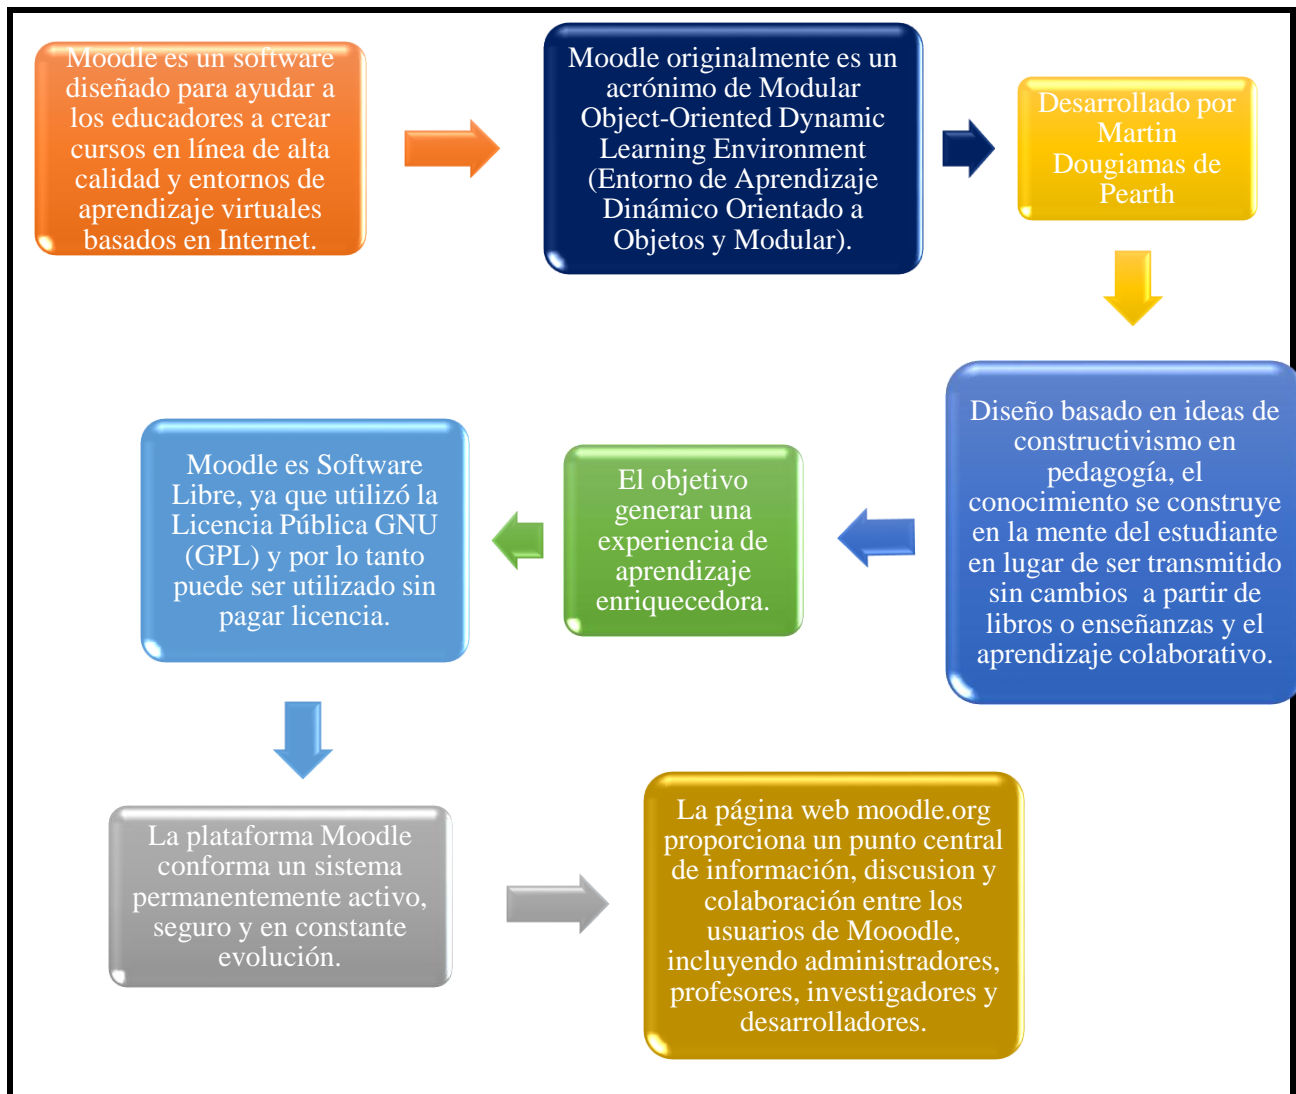 Moodle es un software
diseñado para ayudar a
los educadores a crear
cursos en línea de alta
calidad y entornos de
aprendizaje virtuales
basados en Internet.
Moodle originalmente es un
acrónimo de Modular
Object-Oriented Dynamic
Learning Environment
(Entorno de Aprendizaje
Dinámico Orientado a
Objetos y Modular).
Desarrollado por
Martin
Dougiamas de
Pearth
Diseño basado en ideas de
constructivismo en
pedagogía, el
conocimiento se construye
en la mente del estudiante
en lugar de ser transmitido
sin cambios  a partir de
libros o enseñanzas y el
aprendizaje colaborativo.
El objetivo
generar una
experiencia de
aprendizaje
enriquecedora.
Moodle es Software
Libre, ya que utilizó la
Licencia Pública GNU
(GPL) y por lo tanto
puede ser utilizado sin
pagar licencia.
La plataforma Moodle
conforma un sistema
permanentemente activo,
seguro y en constante
evolución.
La página web moodle.org
proporciona un punto central
de información, discusion y
colaboración entre los
usuarios de Mooodle,
incluyendo administradores,
profesores, investigadores y
desarrolladores.